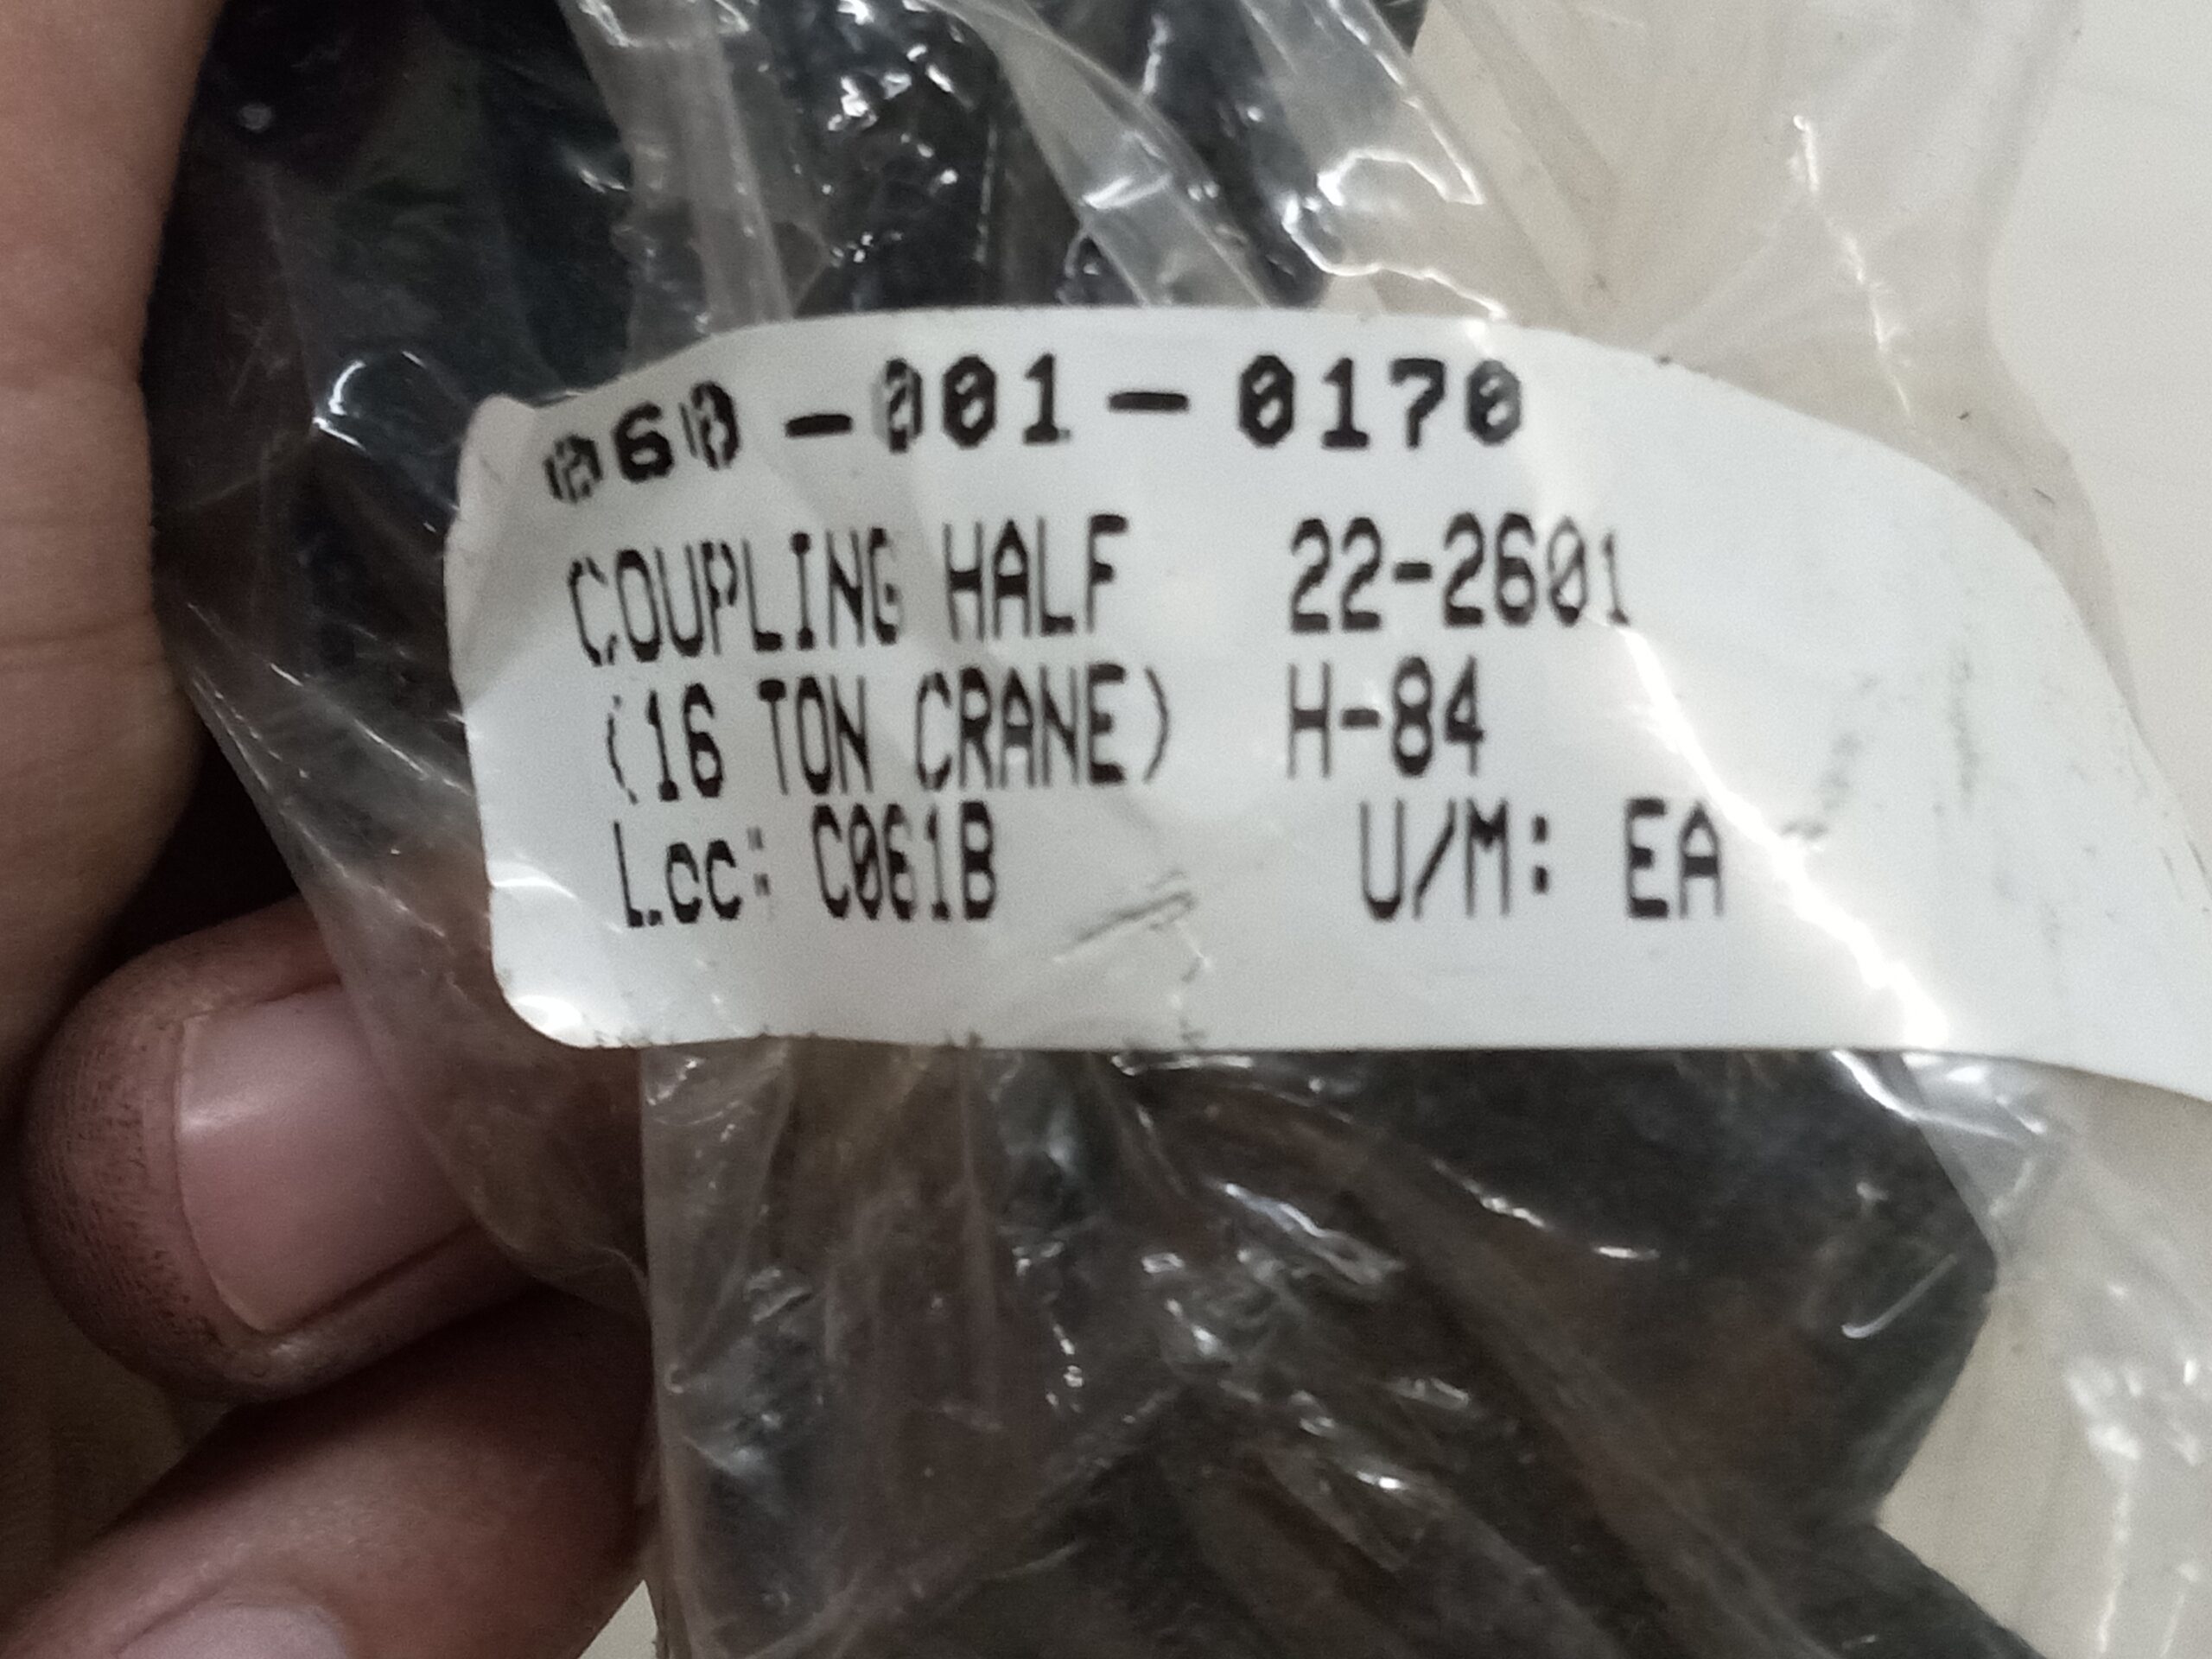 060-001-0170
COUPLING HALF 22-2601
(16 TON CRANE) H-84
Loc: C061B U/M: EA